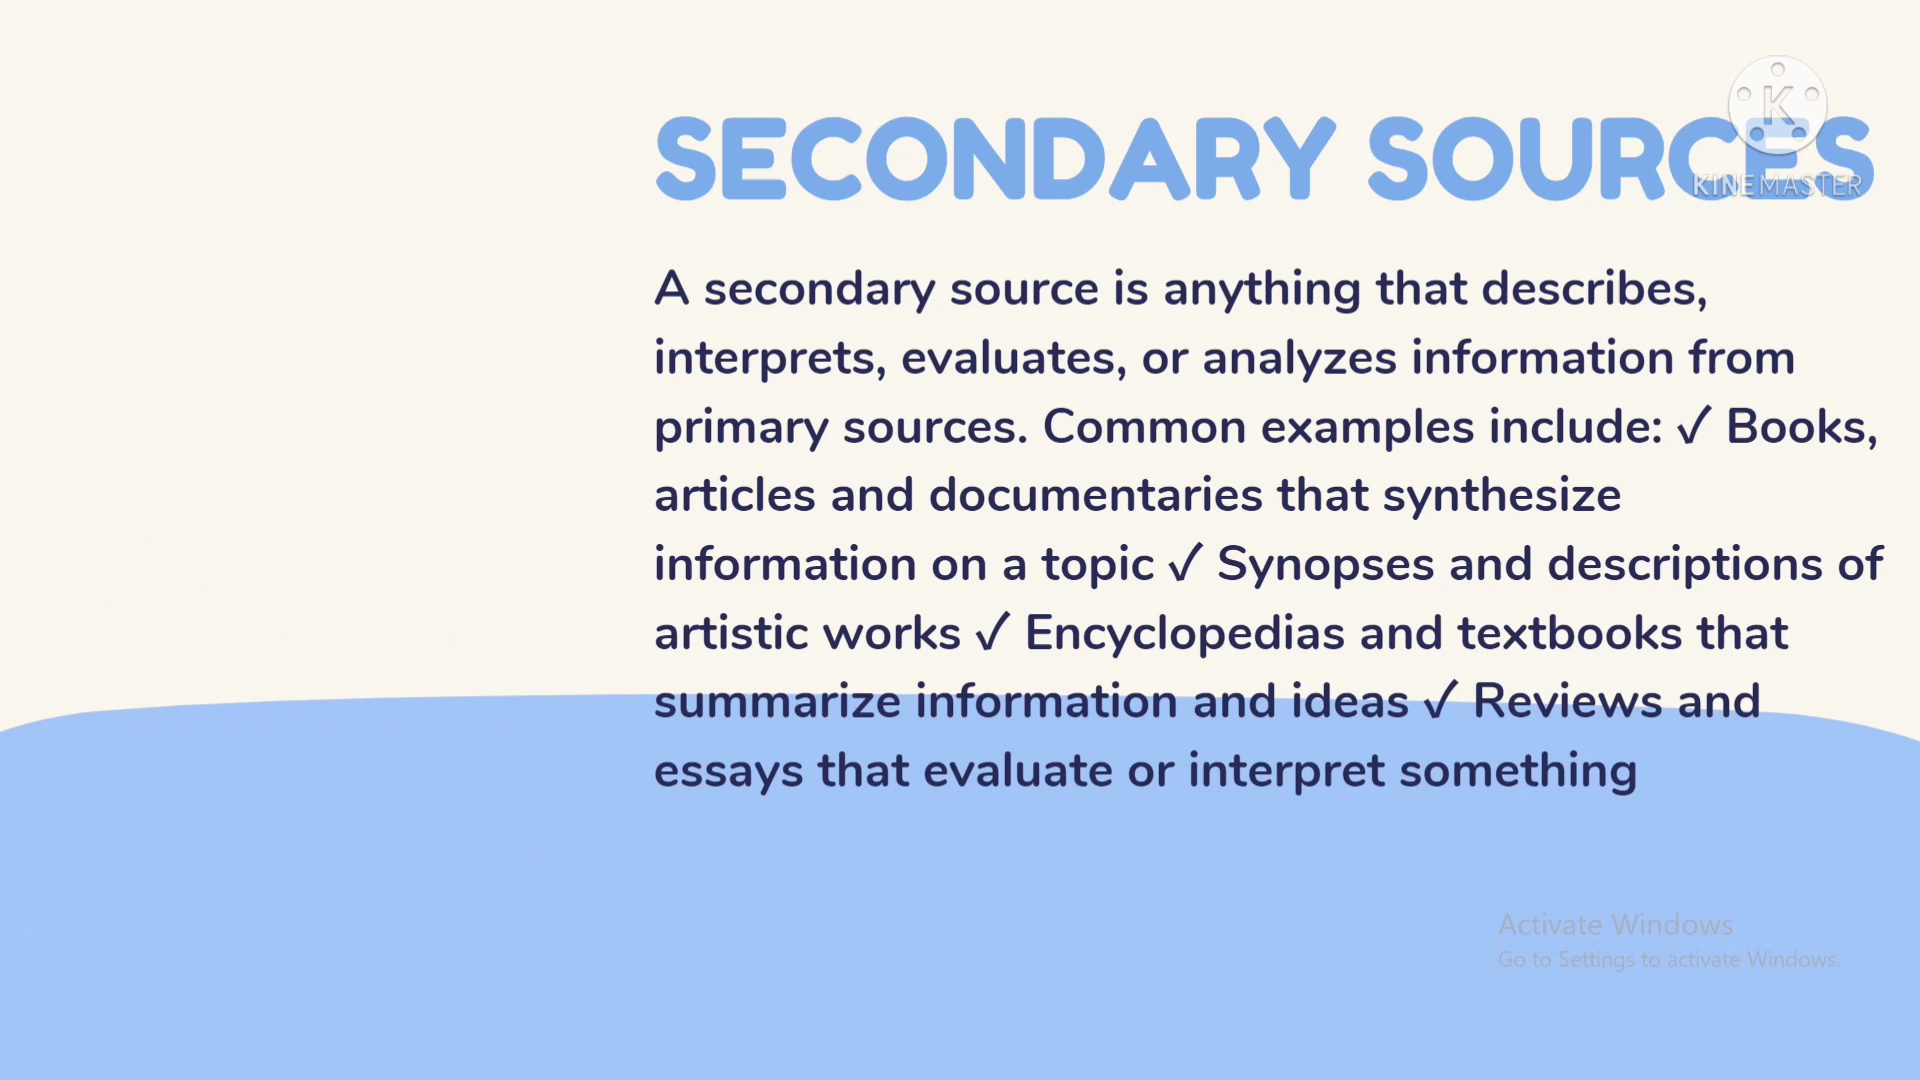 SECONDARY SOURCES
K
KINEMASTER
A secondary source is anything that describes,
interprets, evaluates, or analyzes information from
primary sources. Common examples include: ✓ Books,
articles and documentaries that synthesize
information on a topic ✓ Synopses and descriptions of
artistic works ✓ Encyclopedias and textbooks that
summarize information and ideas ✓ Reviews and
essays that evaluate or interpret something
Activate Windows
Go to Settings to activate Windows.